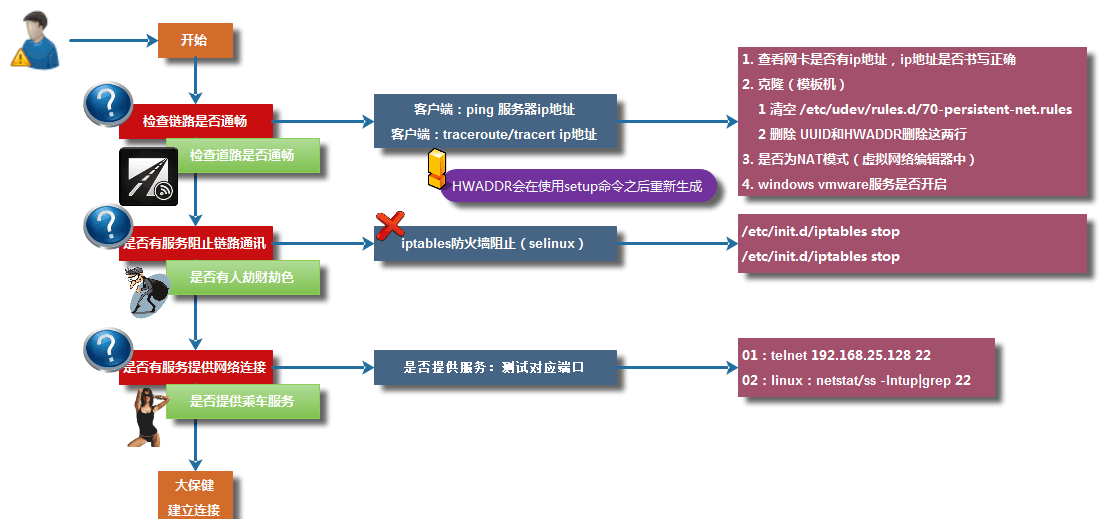 开始
检查链路是否通畅
检查道路是否通畅
客户端：ping 服务器ip地址
客户端：traceroute/tracert ip地址
HWADDR会在使用setup命令之后重新生成
1. 查看网卡是否有ip地址，ip地址是否书写正确
2. 克隆（模板机）
1 清空 /etc/udev/rules.d/70-persistent-net.rules
2 删除 UUID和HWADDR删除这两行
3. 是否为NAT模式（虚拟网络编辑器中）
4. windows vmware服务是否开启
是否有服务阻止链路通讯
是否有人劫财劫色
iptables防火墙阻止（selinux）
/etc/init.d/iptables stop
/etc/init.d/iptables stop
是否有服务提供网络连接
是否提供乘车服务
是否提供服务：测试对应端口
01：telnet 192.168.25.128 22
02：linux：netstat/ss -lntup|grep 22
大保健
建立连接